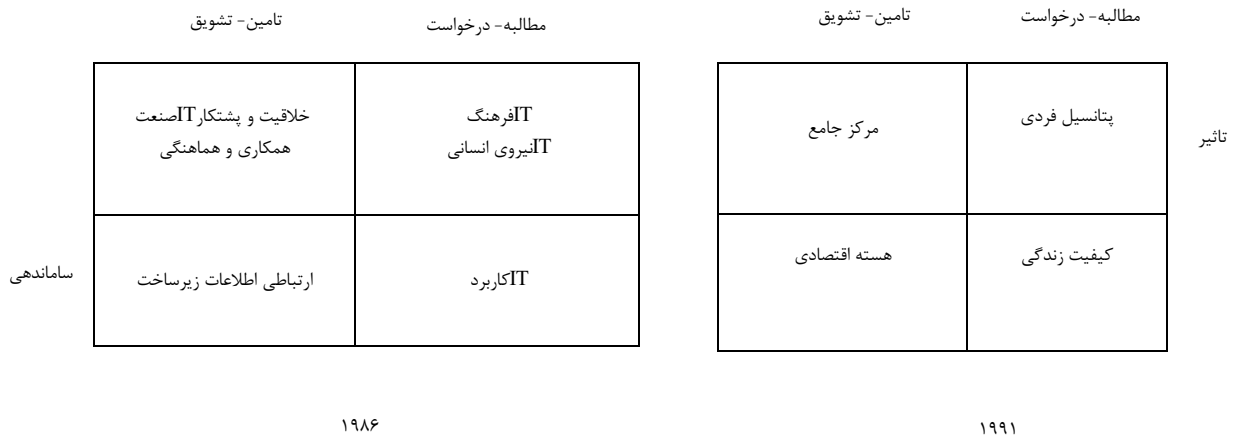 مطالبه- درخواست
تامین- تشویق
پتانسیل فردی
مرکز جامع
تاثیر
کیفیت زندگی
هسته اقتصادی
۱۹۹۱
مطالبه- درخواست
تامین- تشویق
ITفرهنگ
ITنیروی انسانی
خلاقیت و پشتکارITصنعت
همکاری و هماهنگی
ITکاربرد
ارتباطی اطلاعات زیرساخت
ساماندهی
۱۹۸۶